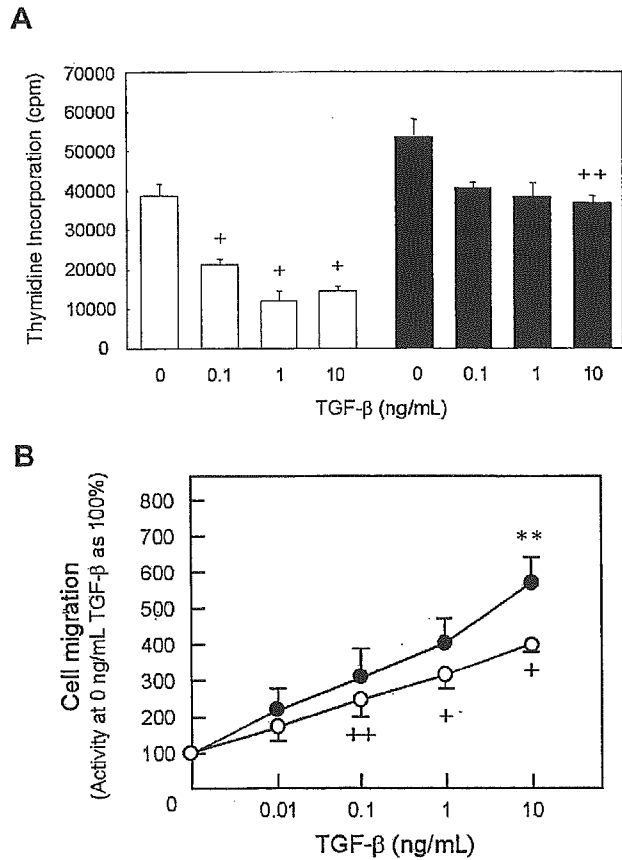 A
Thymidine Incorporation (cpm)
70000
60000
50000
40000
30000
20000
10000
0
+
+
+
++
0 0.1 1 10 0 0.1 1 10
TGF-β (ng/mL)
B
Cell migration
(Activity at 0 ng/mL TGF-β as 100%)
800
700
600
500
400
300
200
100
0
**
++
+
+
0.01 0.1 1 10
TGF-β (ng/mL)